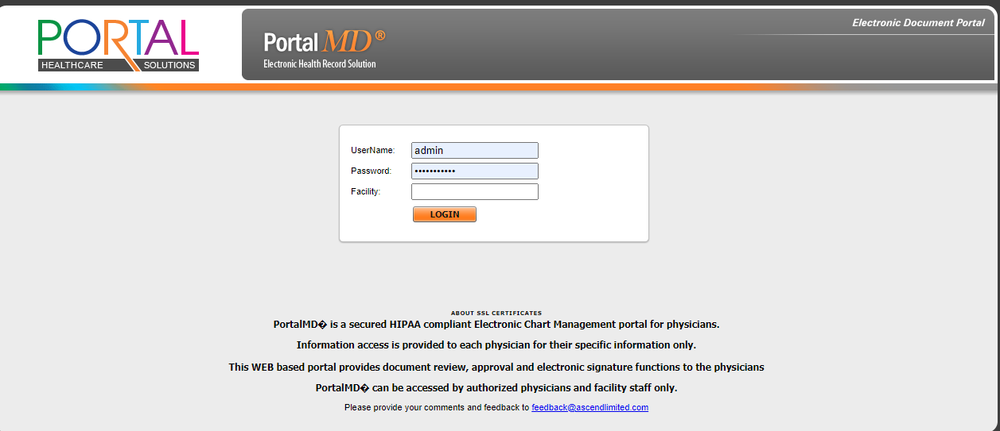 PORTAL
HEALTHCARE SOLUTIONS
Portal MD®
Electronic Health Record Solution
Electronic Document Portal
UserName: admin
Password: •••••••••••
Facility:
LOGIN
ABOUT SSL CERTIFICATES
PortalMD� is a secured HIPAA compliant Electronic Chart Management portal for physicians.
Information access is provided to each physician for their specific information only.
This WEB based portal provides document review, approval and electronic signature functions to the physicians
PortalMD� can be accessed by authorized physicians and facility staff only.
Please provide your comments and feedback to feedback@ascendlimited.com